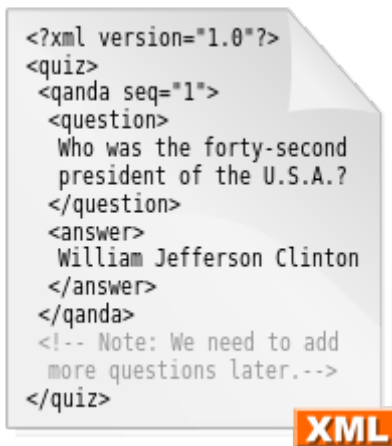 <?xml version="1.0"?>
<quiz>
<qanda seq="1">
<question>
Who was the forty-second
president of the U.S.A.?
</question>
<answer>
William Jefferson Clinton
</answer>
</qanda>
<!-- Note: We need to add
more questions later.-->
</quiz>
XML